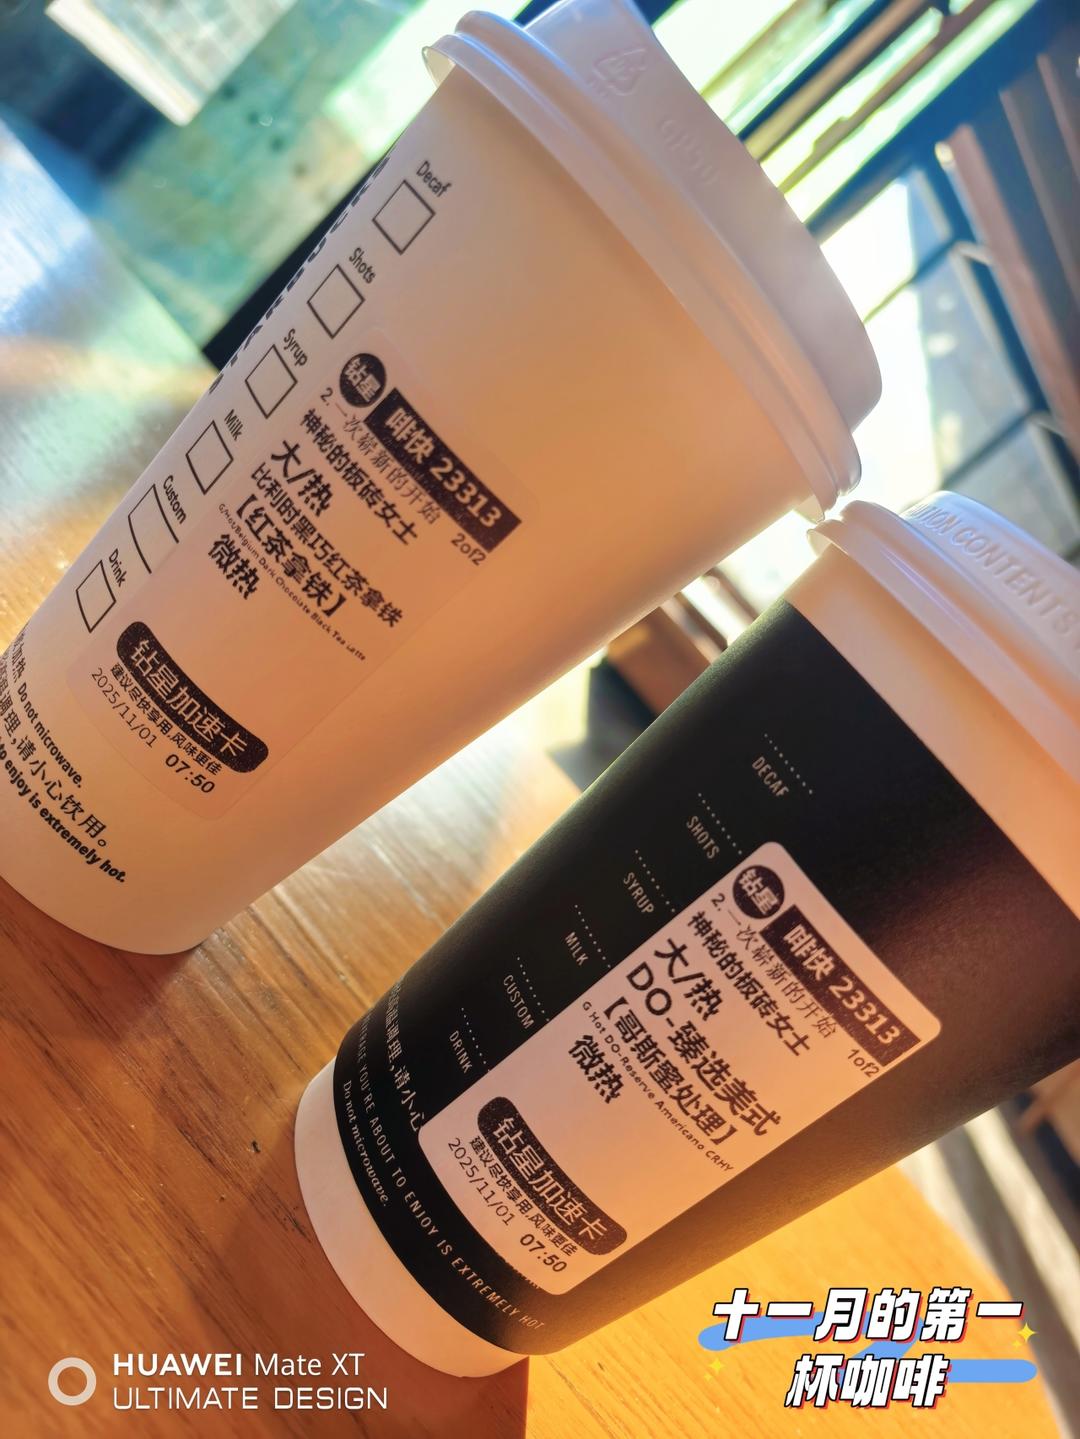 Decaf
Shots
Syrup
Milk
Custom
Drink
钻星
啡快 23313
2.一次崭新的开始
2of2
神秘的板砖女士
大/热
比利时黑巧红茶拿铁
【红茶拿铁】
G/Hot/Belgium Dark Chocolate Black Tea Latte
微热
钻星加速卡
建议尽快享用,风味更佳
2025/11/01 07:50
Do not microwave.
调理,请小心饮用。
to enjoy is extremely hot.
CONTENTS
DECAF
SHOTS
SYRUP
MILK
CUSTOM
DRINK
钻星
啡快 23313
2.一次崭新的开始
1of2
神秘的板砖女士
大/热
DO-臻选美式
【哥斯蜜处理】
G Hot DO-Reserve Americano CRHY
微热
钻星加速卡
建议尽快享用,风味更佳
2025/11/01 07:50
调理,请小心
YOU'RE ABOUT TO ENJOY IS EXTREMELY HOT
Do not microwave.
HUAWEI Mate XT
ULTIMATE DESIGN
十一月的第一
杯咖啡